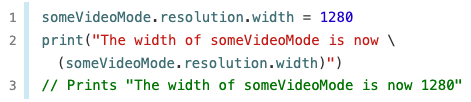 1 someVideoMode.resolution.width = 1280
2 print("The width of someVideoMode is now \
(someVideoMode.resolution.width)")
3 // Prints "The width of someVideoMode is now 1280"